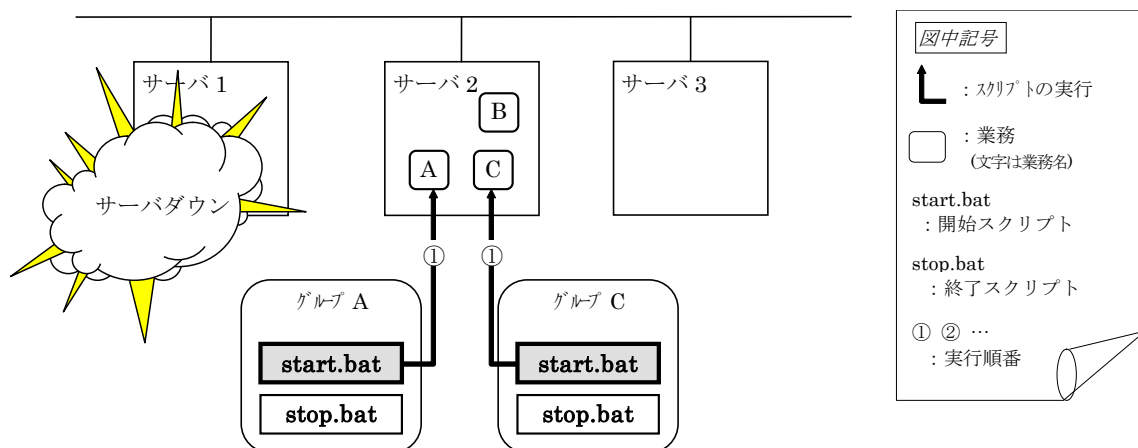 サーバ 1
サーバ 2
サーバ 3
B
A
C
サーバダウン
①
①
グループ A
start.bat
stop.bat
グループ C
start.bat
stop.bat
図中記号
：スクリプトの実行
：業務
(文字は業務名)
start.bat
：開始スクリプト
stop.bat
：終了スクリプト
① ② …
：実行順番